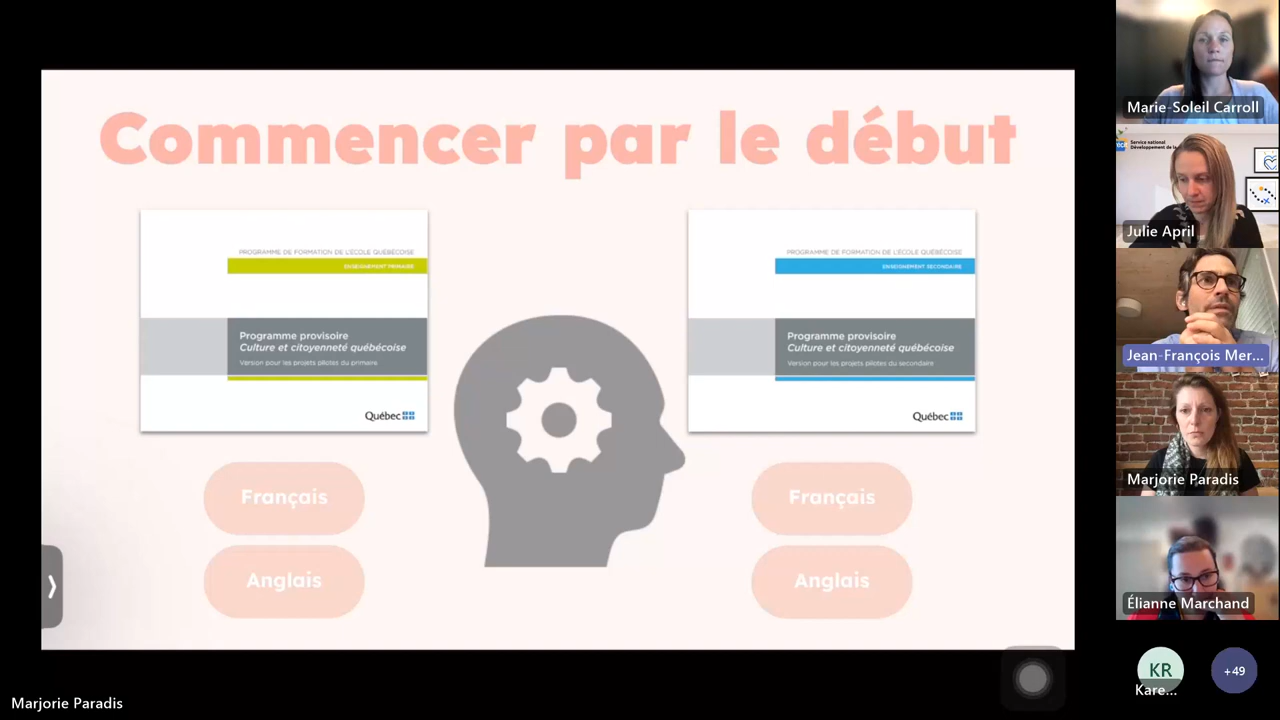 Commencer par le début
PROGRAMME DE FORMATION DE L'ÉCOLE QUÉBÉCOISE
ENSEIGNEMENT PRIMAIRE
Programme provisoire
Culture et citoyenneté québécoise
Version pour les projets pilotes du primaire
Québec
Français
Anglais
PROGRAMME DE FORMATION DE L'ÉCOLE QUÉBÉCOISE
ENSEIGNEMENT SECONDAIRE
Programme provisoire
Culture et citoyenneté québécoise
Version pour les projets pilotes du secondaire
Québec
Français
Anglais
Marjorie Paradis
Marie-Soleil Carroll
Service national
Julie April
Jean-François Mer...
Marjorie Paradis
Élianne Marchand
KR
Kare...
+49